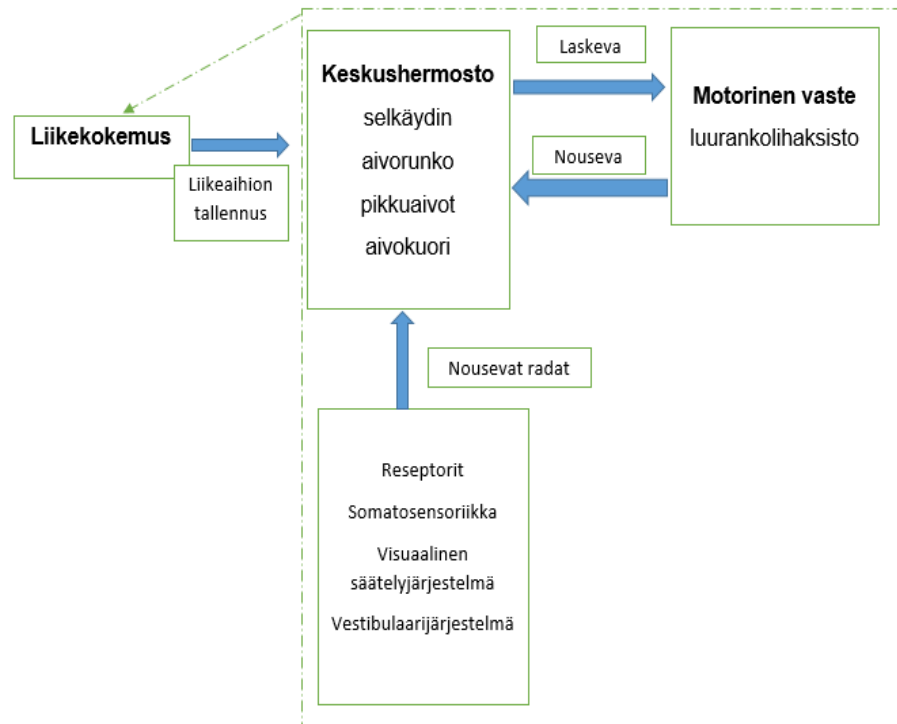 Liikekokemus
Liikeaihion
tallennus
Keskushermosto
selkäydin
aivorunko
pikkuaivot
aivokuori
Laskeva
Nouseva
Motorinen vaste
luurankolihaksisto
Nousevat radat
Reseptorit
Somatosensoriikka
Visuaalinen
säätelyjärjestelmä
Vestibulaarijärjestelmä